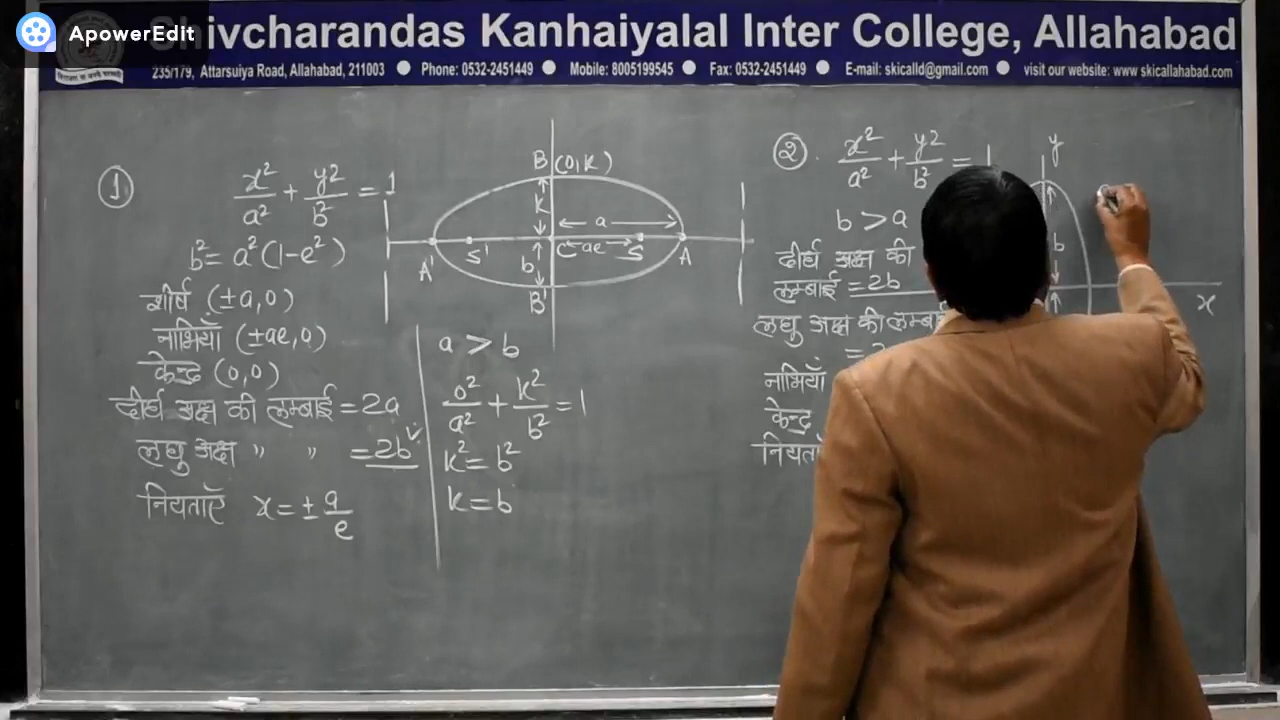 ApowerEdit
Shivcharandas Kanhaiyalal Inter College, Allahabad
235/179, Attarsuiya Road, Allahabad, 211003 ● Phone: 0532-2451449 ● Mobile: 8005199545 ● Fax: 0532-2451449 ● E-mail: skicalld@gmail.com ● visit our website: www.skicallahabad.com
①
x²/a² + y²/b² = 1
b² = a²(1-e²)
शीर्ष (±a,0)
नाभियाँ (±ae,0)
केन्द्र (0,0)
दीर्घ अक्ष की लम्बाई = 2a
लघु अक्ष " " = 2b ✓
नियताएँ x = ± a/e
B (0,k)
k
a
A' S' C ae S A
b
B'
a > b
0²/a² + k²/b² = 1
k² = b²
k = b
②. x²/a² + y²/b² = 1
y
b > a
b
दीर्घ अक्ष की
लम्बाई = 2b
x
लघु अक्ष की लम्बाई
=
नाभियाँ
केन्द्र